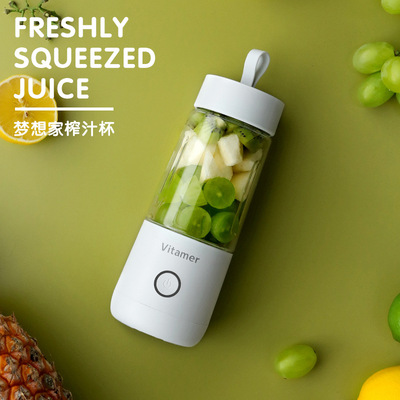 FRESHLY
SQUEEZED
JUICE
梦想家榨汁杯
Vitamer